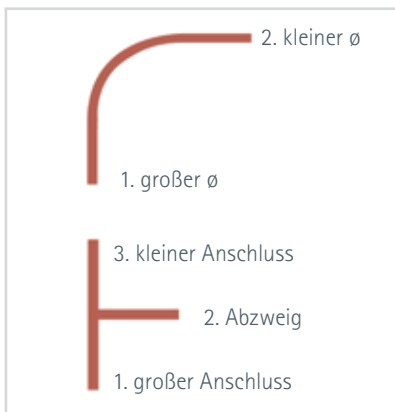 2. kleiner ø
1. großer ø
3. kleiner Anschluss
2. Abzweig
1. großer Anschluss